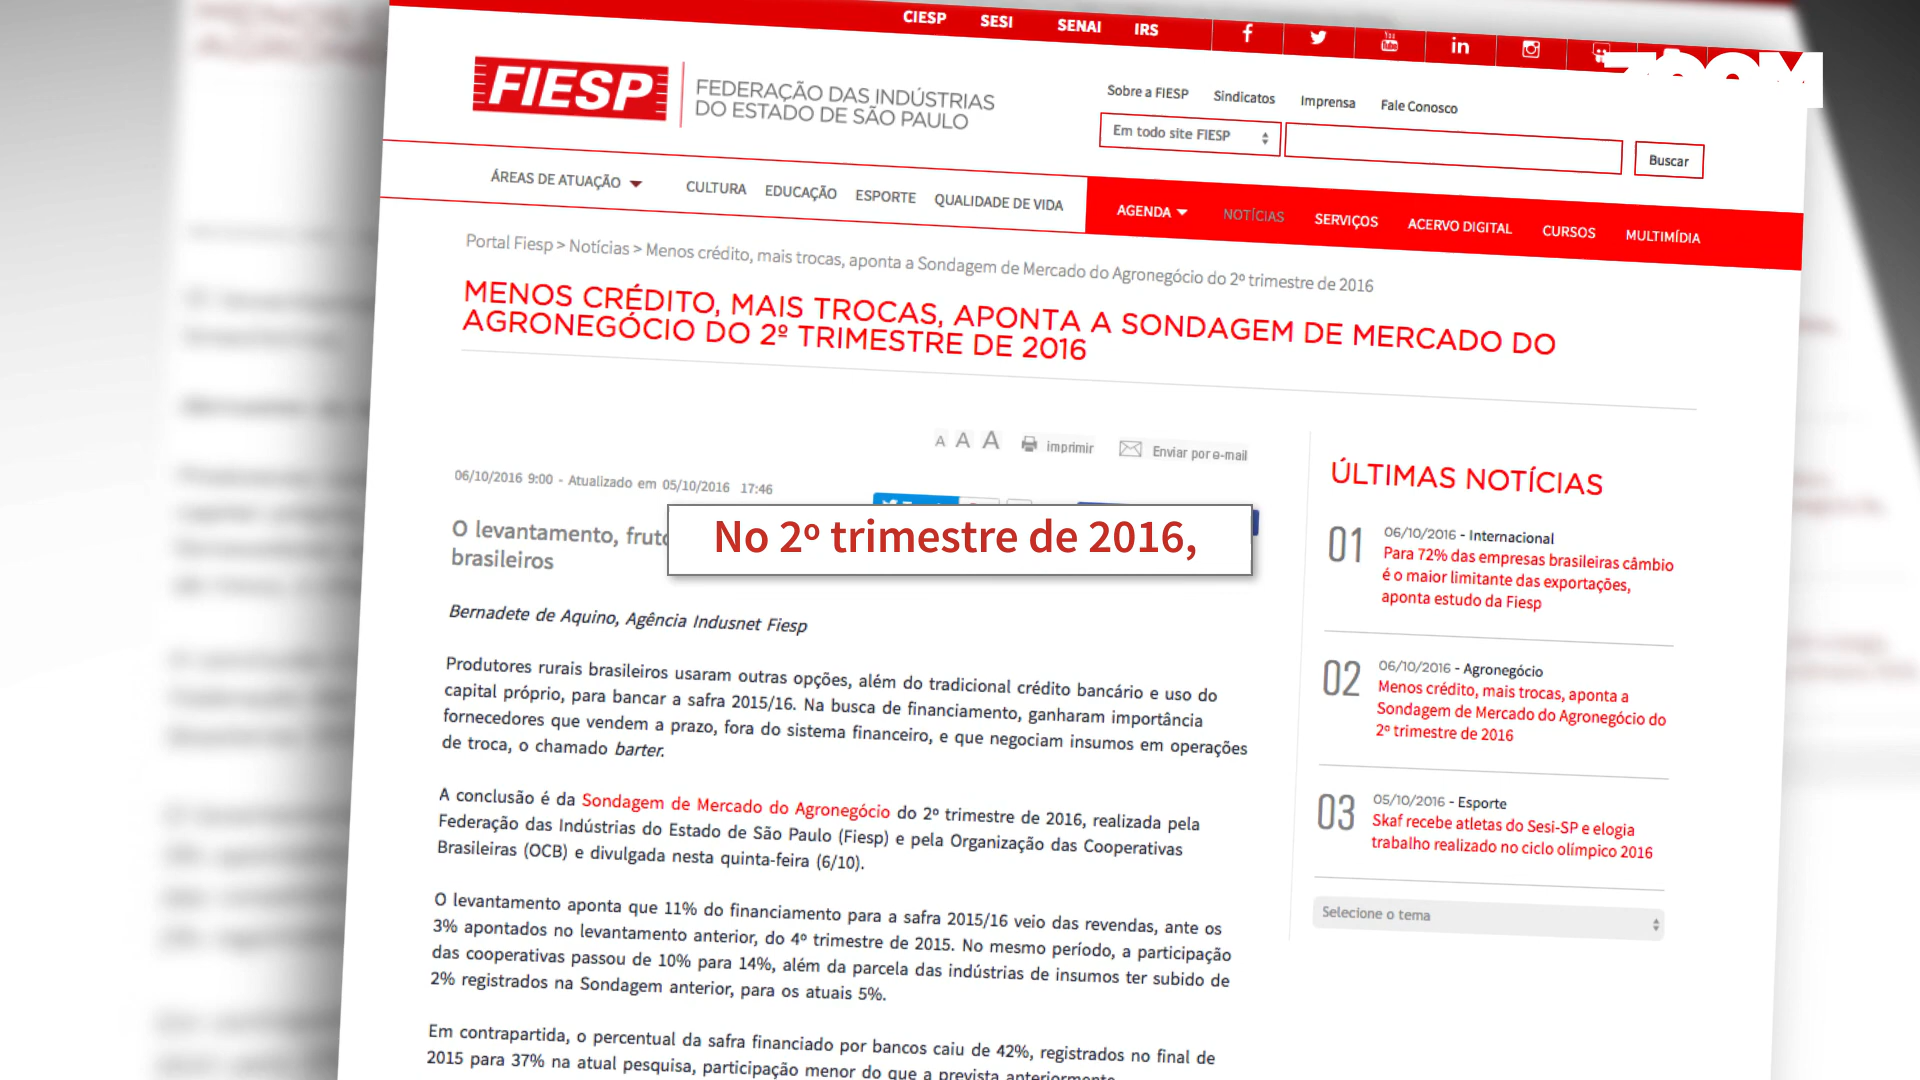 CIESP SESI SENAI IRS
ZOOM
FIESP
FEDERAÇÃO DAS INDÚSTRIAS
DO ESTADO DE SÃO PAULO
Sobre a FIESP Sindicatos Imprensa Fale Conosco
Em todo site FIESP
Buscar
ÁREAS DE ATUAÇÃO CULTURA EDUCAÇÃO ESPORTE QUALIDADE DE VIDA AGENDA NOTÍCIAS SERVIÇOS ACERVO DIGITAL CURSOS MULTIMÍDIA
Portal Fiesp > Notícias > Menos crédito, mais trocas, aponta a Sondagem de Mercado do Agronegócio do 2º trimestre de 2016
MENOS CRÉDITO, MAIS TROCAS, APONTA A SONDAGEM DE MERCADO DO
AGRONEGÓCIO DO 2º TRIMESTRE DE 2016
A A A imprimir Enviar por e-mail
06/10/2016 9:00 - Atualizado em 05/10/2016 17:46
No 2º trimestre de 2016,
O levantamento,
brasileiros
Bernadete de Aquino, Agência Indusnet Fiesp
Produtores rurais brasileiros usaram outras opções, além do tradicional crédito bancário e uso do
capital próprio, para bancar a safra 2015/16. Na busca de financiamento, ganharam importância
fornecedores que vendem a prazo, fora do sistema financeiro, e que negociam insumos em operações
de troca, o chamado barter.
A conclusão é da Sondagem de Mercado do Agronegócio do 2º trimestre de 2016, realizada pela
Federação das Indústrias do Estado de São Paulo (Fiesp) e pela Organização das Cooperativas
Brasileiras (OCB) e divulgada nesta quinta-feira (6/10).
O levantamento aponta que 11% do financiamento para a safra 2015/16 veio das revendas, ante os
3% apontados no levantamento anterior, do 4º trimestre de 2015. No mesmo período, a participação
das cooperativas passou de 10% para 14%, além da parcela das indústrias de insumos ter subido de
2% registrados na Sondagem anterior, para os atuais 5%.
Em contrapartida, o percentual da safra financiado por bancos caiu de 42%, registrados no final de
2015 para 37% na atual pesquisa, participação menor do que a prevista anteriormente
ÚLTIMAS NOTÍCIAS
01
06/10/2016 - Internacional
Para 72% das empresas brasileiras câmbio
é o maior limitante das exportações,
aponta estudo da Fiesp
02
06/10/2016 - Agronegócio
Menos crédito, mais trocas, aponta a
Sondagem de Mercado do Agronegócio do
2º trimestre de 2016
03
05/10/2016 - Esporte
Skaf recebe atletas do Sesi-SP e elogia
trabalho realizado no ciclo olímpico 2016
Selecione o tema